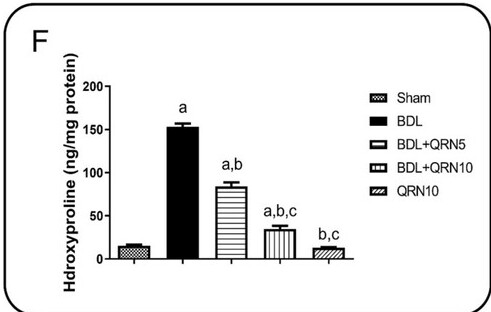 F
Hdroxyproline (ng/mg protein)
200
150
100
50
0
a
a,b
a,b,c
b,c
Sham
BDL
BDL+QRN5
BDL+QRN10
QRN10